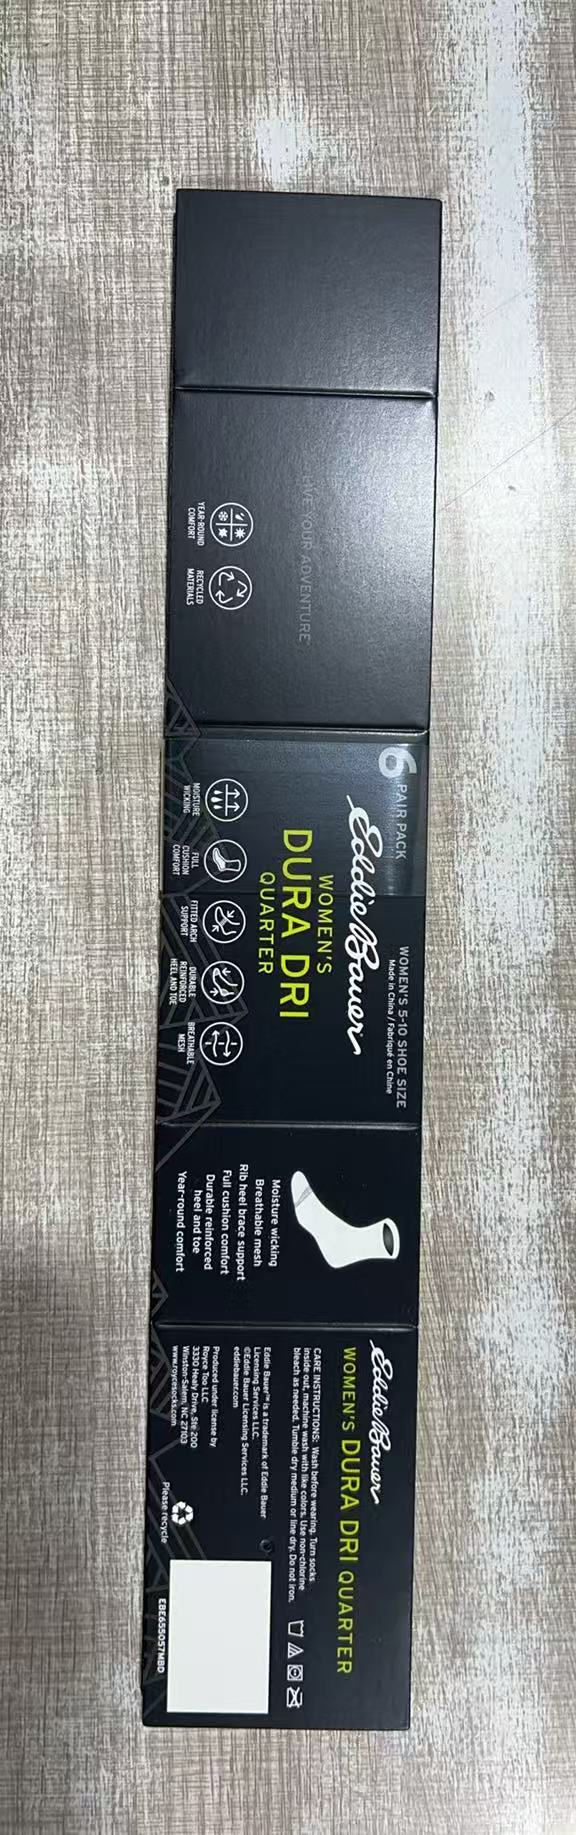 LIVE YOUR ADVENTURE
YEAR-ROUND
COMFORT
RECYCLED
MATERIALS
6 PAIR PACK
WOMEN'S 5-10 SHOE SIZE
Made in China / Fabriqué en Chine
Eddie Bauer
WOMEN'S
DURA DRI
QUARTER
MOISTURE
WICKING
FULL
CUSHION
COMFORT
FITTED ARCH
SUPPORT
DURABLE
REINFORCED
HEEL AND TOE
BREATHABLE
MESH
Moisture wicking
Breathable mesh
Rib heel brace support
Full cushion comfort
Durable reinforced
heel and toe
Year-round comfort
Eddie Bauer
WOMEN'S DURA DRI QUARTER
CARE INSTRUCTIONS: Wash before wearing. Turn socks
inside out, machine wash with like colors. Use non-chlorine
bleach as needed. Tumble dry medium or line dry. Do not iron.
Eddie Bauer™ is a trademark of Eddie Bauer
Licensing Services LLC.
©Eddie Bauer Licensing Services LLC.
eddiebauer.com
Produced under license by
Royce Too LLC
3330 Healy Drive, Ste 200
Winston-Salem, NC 27103
www.roycesocks.com
Please recycle
EBE655057MBD